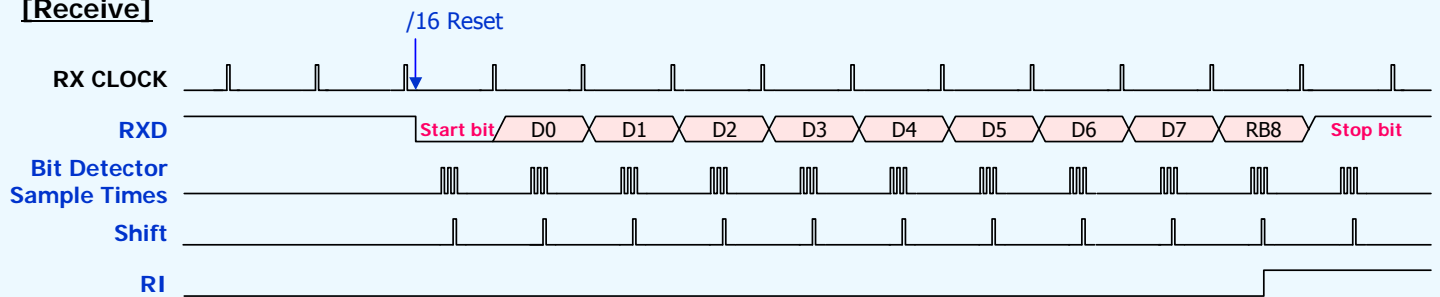 [Receive]
/16 Reset
RX CLOCK
RXD Start bit D0 D1 D2 D3 D4 D5 D6 D7 RB8 Stop bit
Bit Detector
Sample Times
Shift
RI